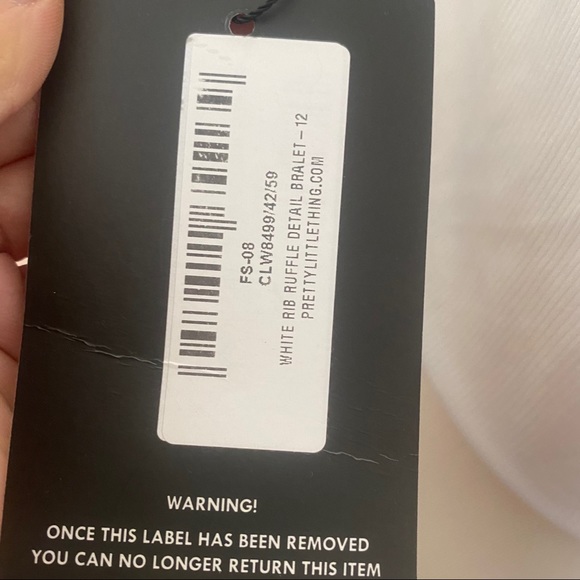 FS-08
CLW8499/42/59
WHITE RIB RUFFLE DETAIL BRALET – 12
PRETTYLITTLETHING.COM
WARNING!
ONCE THIS LABEL HAS BEEN REMOVED
YOU CAN NO LONGER RETURN THIS ITEM